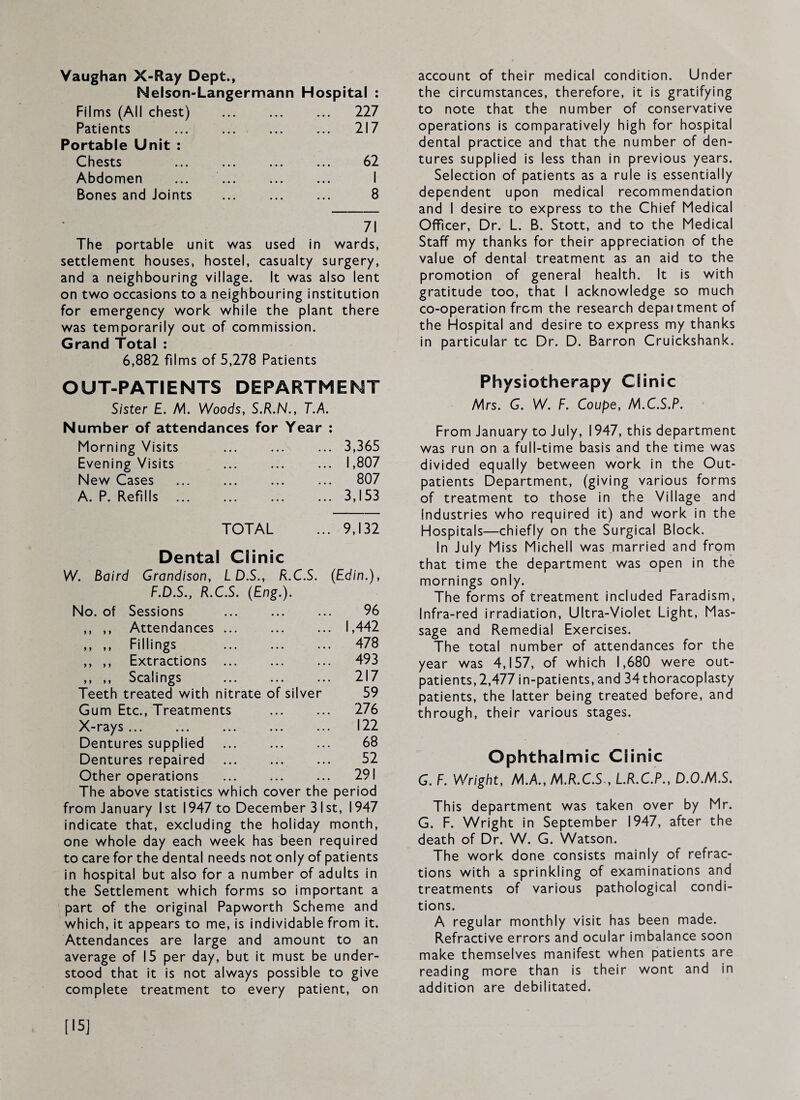 Vaughan X-Ray Dept.,
Nelson-Langermann Hospital :
Films (All chest) ... ... ... 227
Patients ... ... ... ... 217
Portable Unit :
Chests ... ... ... ... 62
Abdomen ... ... ... ... 1
Bones and Joints ... ... ... 8
71
The portable unit was used in wards,
settlement houses, hostel, casualty surgery,
and a neighbouring village. It was also lent
on two occasions to a neighbouring institution
for emergency work while the plant there
was temporarily out of commission.
Grand Total :
6,882 films of 5,278 Patients
OUT-PATIENTS DEPARTMENT
Sister E. M. Woods, S.R.N., T.A.
Number of attendances for Year :
Morning Visits ... ... ... 3,365
Evening Visits ... ... ... 1,807
New Cases ... ... ... ... 807
A. P. Refills ... ... ... ... 3,153
TOTAL ... 9,132
Dental Clinic
W. Baird Grandison, L D.S., R.C.S. (Edin.),
F.D.S., R.C.S. (Eng.).
No. of Sessions ... ... ... 96
,, ,, Attendances ... ... ... 1,442
,, ,, Fillings ... ... ... 478
,, ,, Extractions ... ... ... 493
,, ,, Scalings ... ... ... 217
Teeth treated with nitrate of silver 59
Gum Etc., Treatments ... ... 276
X-rays ... ... ... ... ... 122
Dentures supplied ... ... ... 68
Dentures repaired ... ... ... 52
Other operations ... ... ... 291
The above statistics which cover the period
from January 1st 1947 to December 31st, 1947
indicate that, excluding the holiday month,
one whole day each week has been required
to care for the dental needs not only of patients
in hospital but also for a number of adults in
the Settlement which forms so important a
part of the original Papworth Scheme and
which, it appears to me, is individable from it.
Attendances are large and amount to an
average of 15 per day, but it must be under-
stood that it is not always possible to give
complete treatment to every patient, on
account of their medical condition. Under
the circumstances, therefore, it is gratifying
to note that the number of conservative
operations is comparatively high for hospital
dental practice and that the number of den-
tures supplied is less than in previous years.
Selection of patients as a rule is essentially
dependent upon medical recommendation
and I desire to express to the Chief Medical
Officer, Dr. L. B. Stott, and to the Medical
Staff my thanks for their appreciation of the
value of dental treatment as an aid to the
promotion of general health. It is with
gratitude too, that I acknowledge so much
co-operation from the research department of
the Hospital and desire to express my thanks
in particular tc Dr. D. Barron Cruickshank.
Physiotherapy Clinic
Mrs. G. W. F. Coupe, M.C.S.P.
From January to July, 1947, this department
was run on a full-time basis and the time was
divided equally between work in the Out-
patients Department, (giving various forms
of treatment to those in the Village and
Industries who required it) and work in the
Hospitals—chiefly on the Surgical Block.
In July Miss Michell was married and from
that time the department was open in the
mornings only.
The forms of treatment included Faradism,
Infra-red irradiation, Ultra-Violet Light, Mas-
sage and Remedial Exercises.
The total number of attendances for the
year was 4,157, of which 1,680 were out-
patients, 2,477 in-patients, and 34 thoracoplasty
patients, the latter being treated before, and
through, their various stages.
Ophthalmic Clinic
G. F. Wright, M.A., M.R.C.S., L.R.C.P., D.O.M.S.
This department was taken over by Mr.
G. F. Wright in September 1947, after the
death of Dr. W. G. Watson.
The work done consists mainly of refrac-
tions with a sprinkling of examinations and
treatments of various pathological condi-
tions.
A regular monthly visit has been made.
Refractive errors and ocular imbalance soon
make themselves manifest when patients are
reading more than is their wont and in
addition are debilitated.
[15]